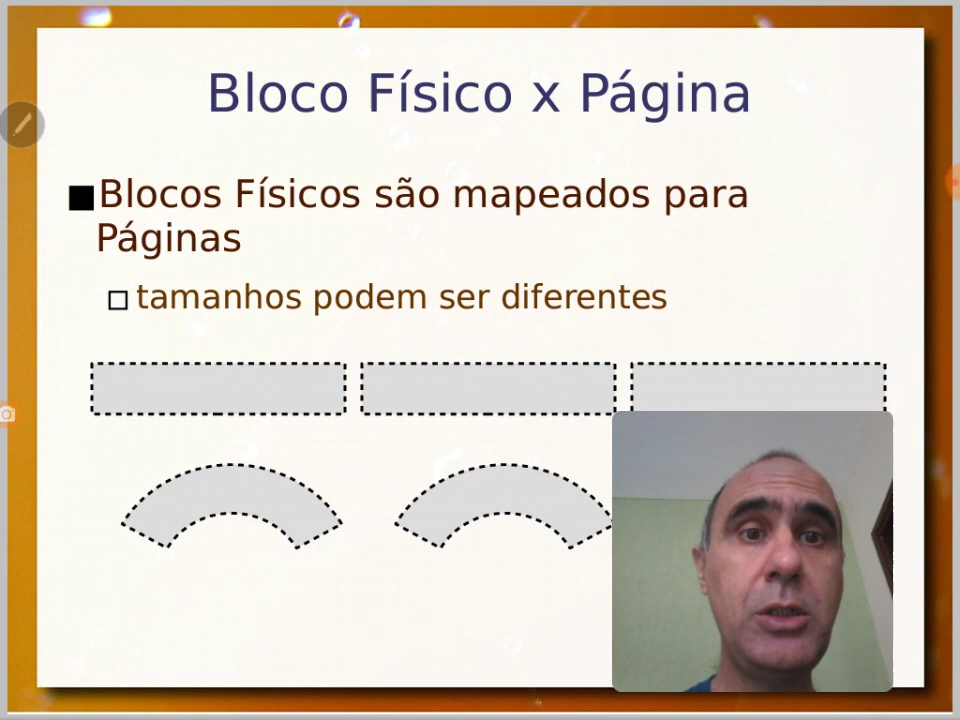 Bloco Físico x Página
Blocos Físicos são mapeados para
Páginas
tamanhos podem ser diferentes